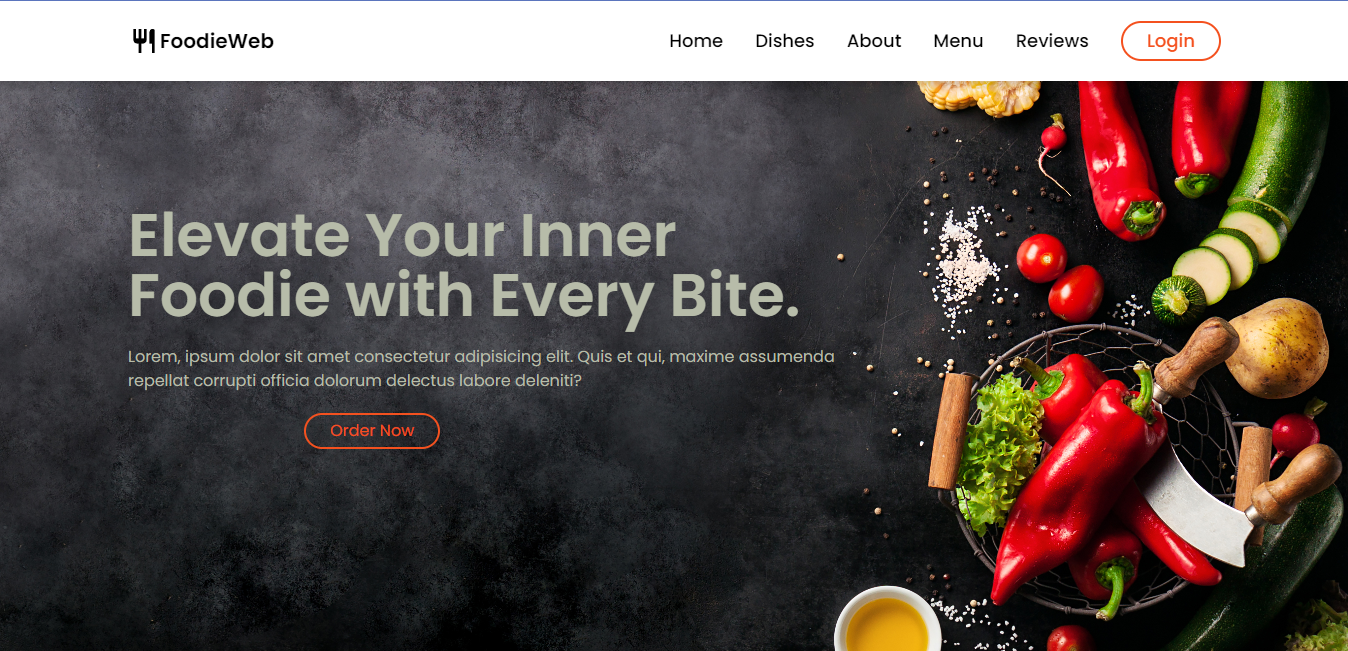 FoodieWeb
Home
Dishes
About
Menu
Reviews
Login
Elevate Your Inner
Foodie with Every Bite.
Lorem, ipsum dolor sit amet consectetur adipisicing elit. Quis et qui, maxime assumenda
repellat corrupti officia dolorum delectus labore deleniti?
Order Now